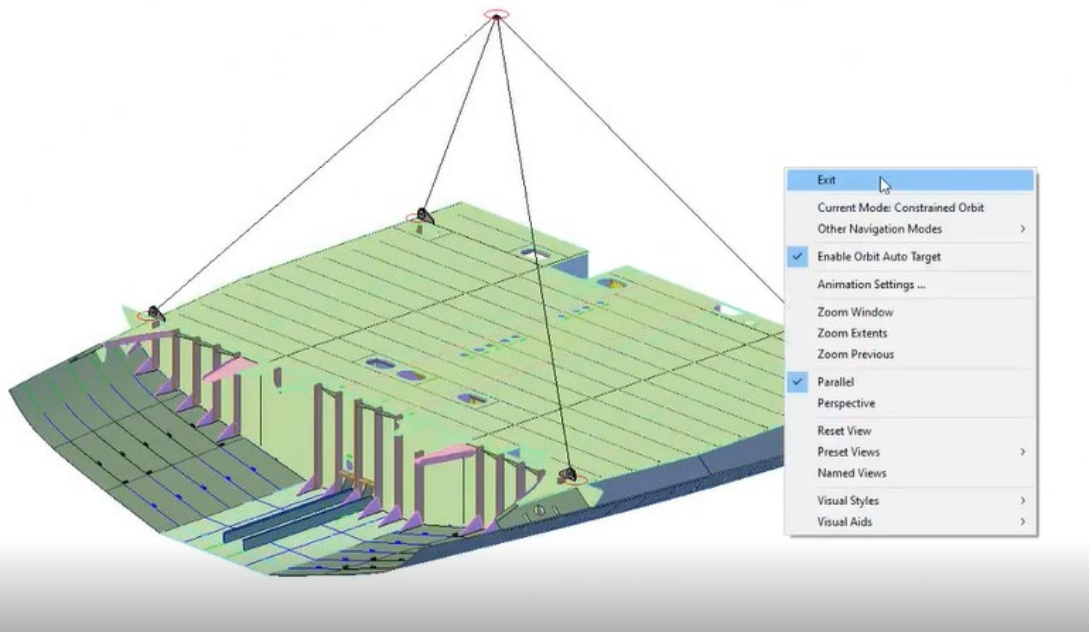 Exit
Current Mode: Constrained Orbit
Other Navigation Modes
Enable Orbit Auto Target
Animation Settings ...
Zoom Window
Zoom Extents
Zoom Previous
Parallel
Perspective
Reset View
Preset Views
Named Views
Visual Styles
Visual Aids